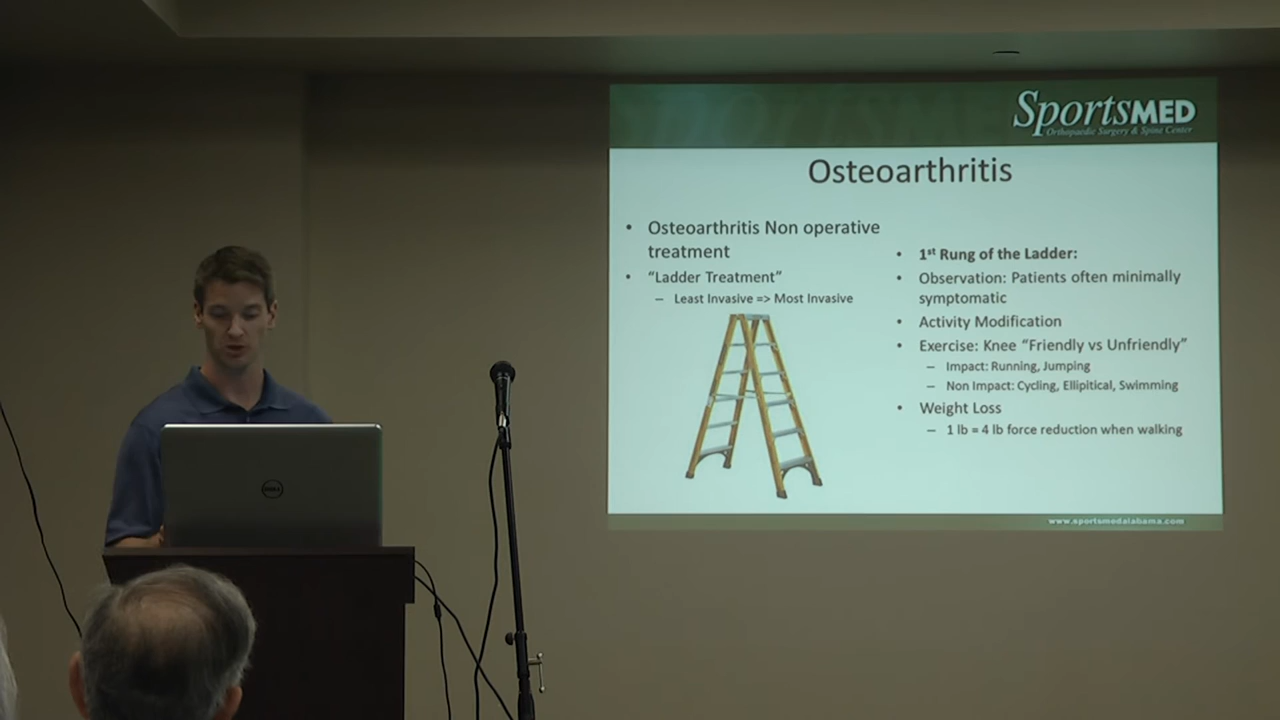 SportsMED
Orthopaedic Surgery & Spine Center
Osteoarthritis
• Osteoarthritis Non operative
treatment
• “Ladder Treatment”
– Least Invasive => Most Invasive
• 1st Rung of the Ladder:
• Observation: Patients often minimally
symptomatic
• Activity Modification
• Exercise: Knee “Friendly vs Unfriendly”
– Impact: Running, Jumping
– Non Impact: Cycling, Ellipitical, Swimming
• Weight Loss
– 1 lb = 4 lb force reduction when walking
www.sportsmedalabama.com
DELL